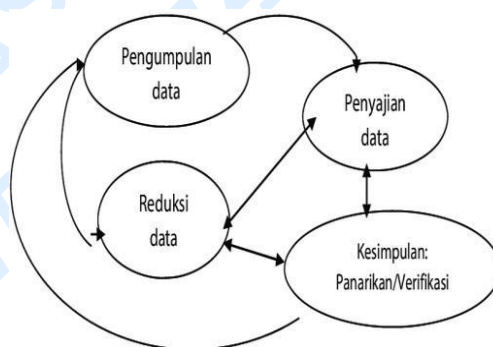 Pengumpulan
data
Penyajian
data
Reduksi
data
Kesimpulan:
Panarikan/Verifikasi